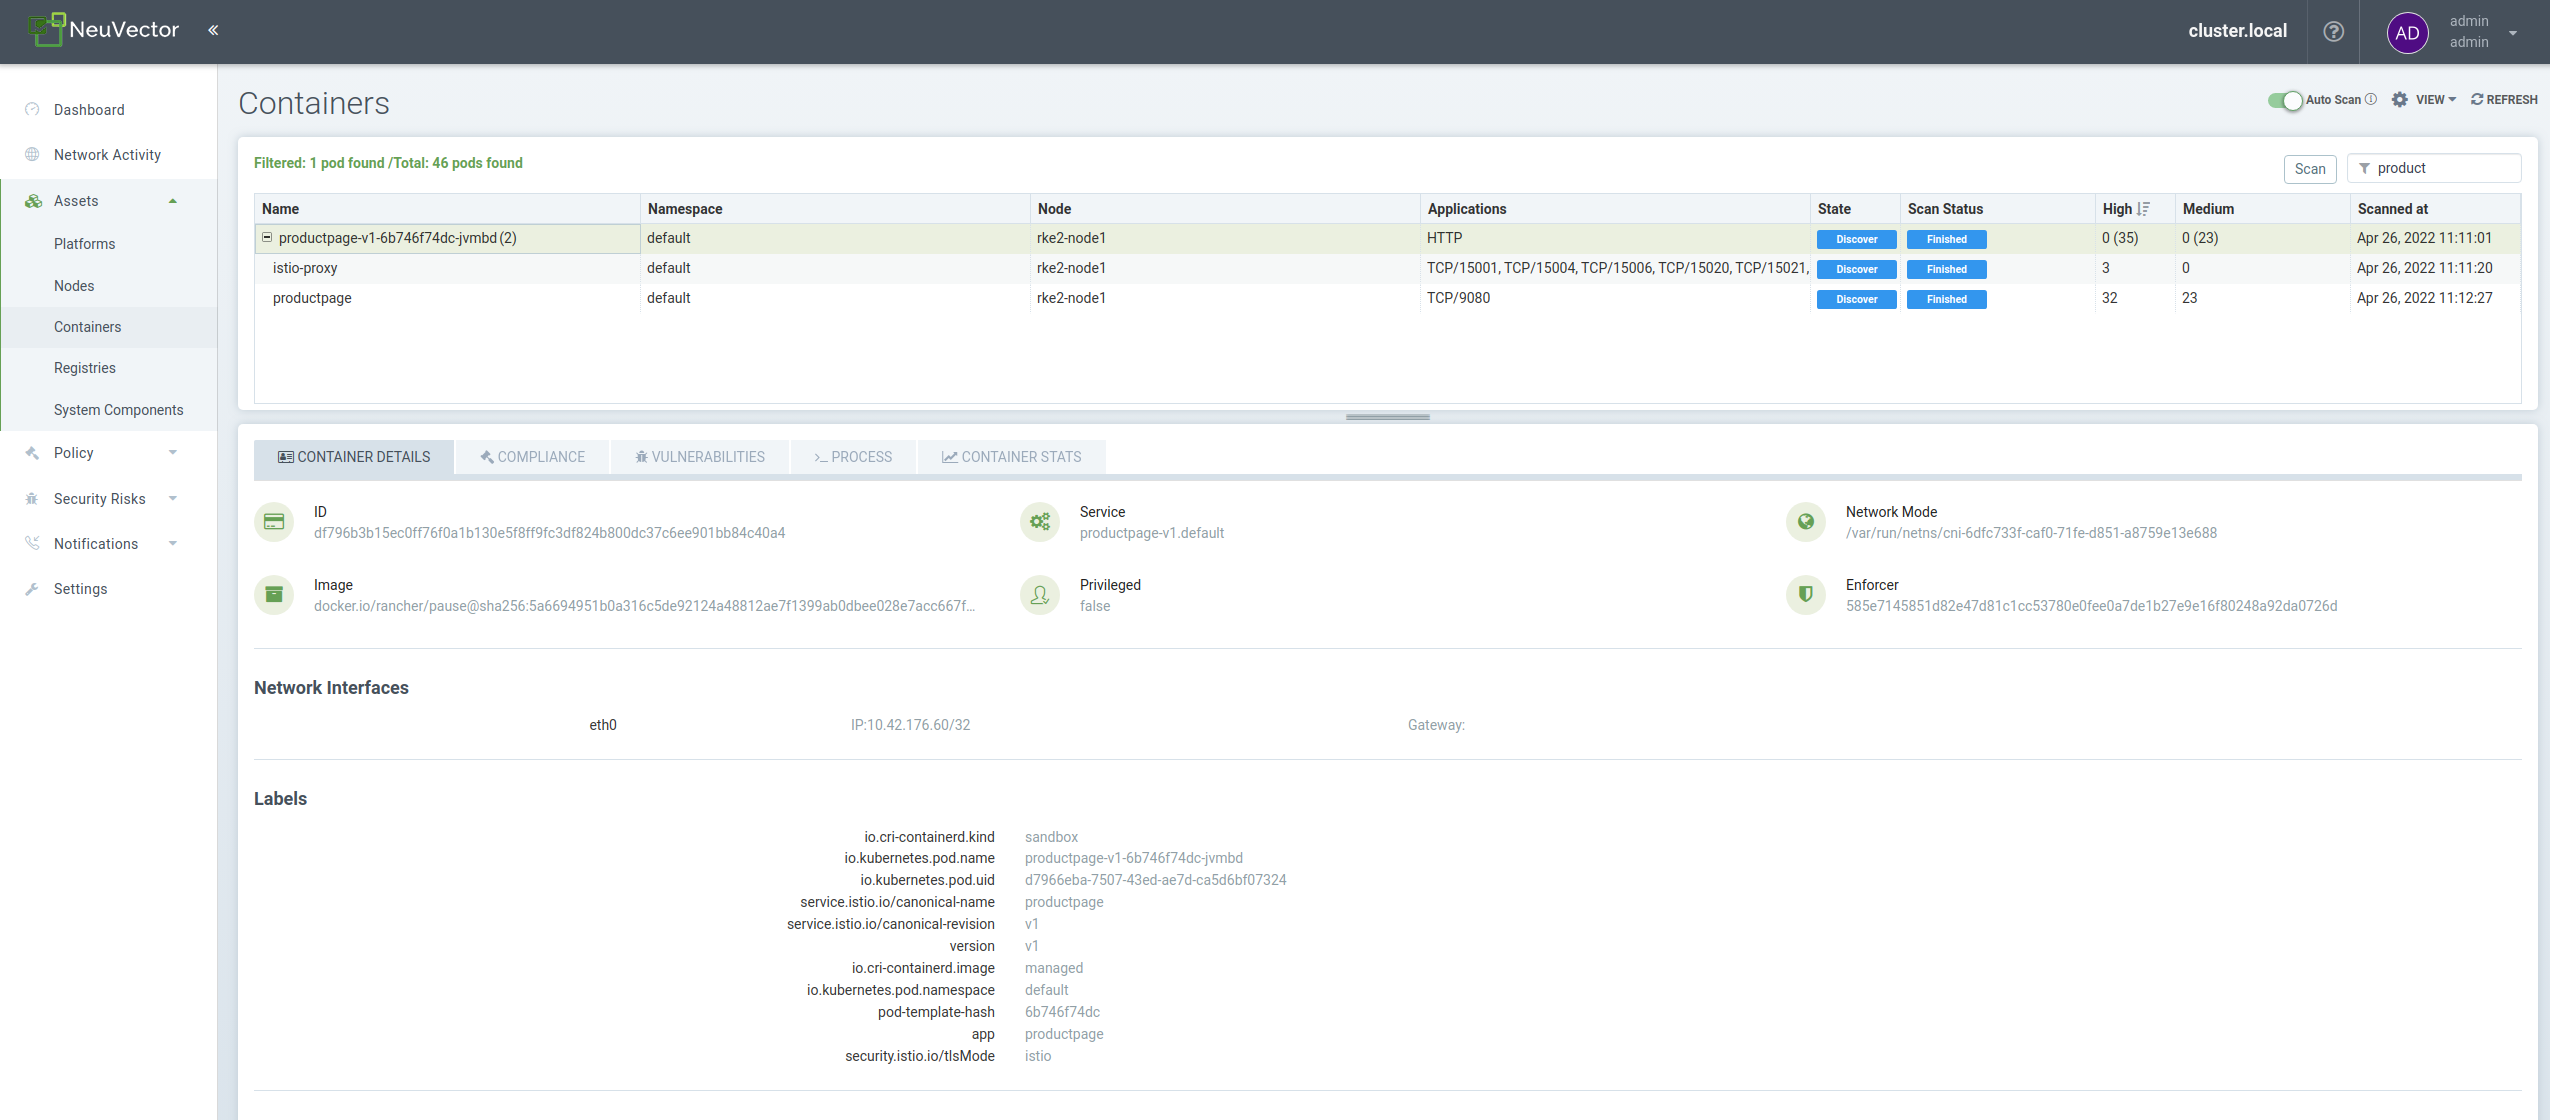 NeuVector «
cluster.local
AD
admin
admin
Dashboard
Network Activity
Assets
Platforms
Nodes
Containers
Registries
System Components
Policy
Security Risks
Notifications
Settings
Containers
Auto Scan VIEW REFRESH
Filtered: 1 pod found /Total: 46 pods found
Scan product
Name Namespace Node Applications State Scan Status High Medium Scanned at
productpage-v1-6b746f74dc-jvmbd (2) default rke2-node1 HTTP Discover Finished 0 (35) 0 (23) Apr 26, 2022 11:11:01
istio-proxy default rke2-node1 TCP/15001, TCP/15004, TCP/15006, TCP/15020, TCP/15021, Discover Finished 3 0 Apr 26, 2022 11:11:20
productpage default rke2-node1 TCP/9080 Discover Finished 32 23 Apr 26, 2022 11:12:27
CONTAINER DETAILS COMPLIANCE VULNERABILITIES PROCESS CONTAINER STATS
ID
df796b3b15ec0ff76f0a1b130e5f8ff9fc3df824b800dc37c6ee901bb84c40a4
Service
productpage-v1.default
Network Mode
/var/run/netns/cni-6dfc733f-caf0-71fe-d851-a8759e13e688
Image
docker.io/rancher/pause@sha256:5a6694951b0a316c5de92124a48812ae7f1399ab0dbee028e7acc667f...
Privileged
false
Enforcer
585e7145851d82e47d81c1cc53780e0fee0a7de1b27e9e16f80248a92da0726d
Network Interfaces
eth0 IP:10.42.176.60/32 Gateway:
Labels
io.cri-containerd.kind sandbox
io.kubernetes.pod.name productpage-v1-6b746f74dc-jvmbd
io.kubernetes.pod.uid d7966eba-7507-43ed-ae7d-ca5d6bf07324
service.istio.io/canonical-name productpage
service.istio.io/canonical-revision v1
version v1
io.cri-containerd.image managed
io.kubernetes.pod.namespace default
pod-template-hash 6b746f74dc
app productpage
security.istio.io/tlsMode istio